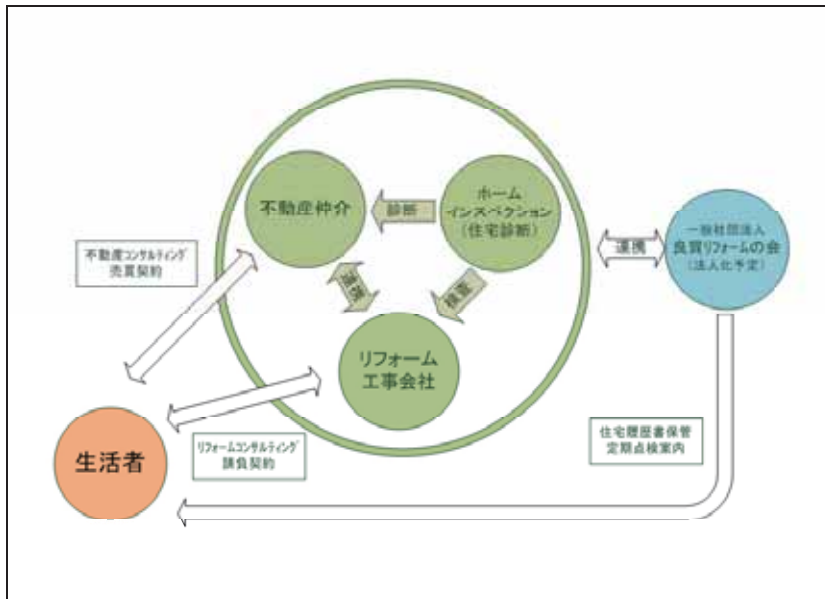 不動産仲介
診断
ホーム
インスペクション
(住宅診断)
連携
検査
リフォーム
工事会社
連携
一般社団法人
良質リフォームの会
(法人化予定)
不動産コンサルティング
売買契約
リフォームコンサルティング
請負契約
生活者
住宅履歴書保管
定期点検案内